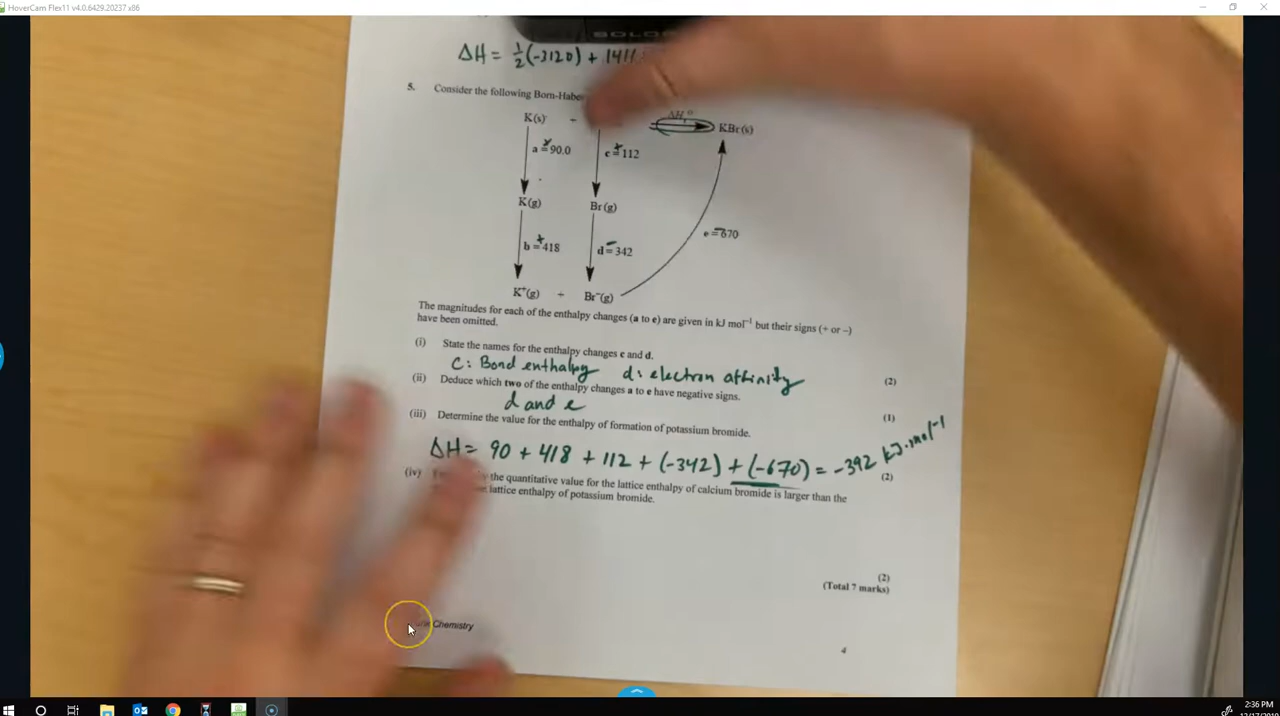 HoverCam Flex11 v4.0.6429.20237 x86
SOLO
ΔH = ½(-3120) + 1411
5. Consider the following Born-Habe
K(s)
ΔH °
KBr(s)
a = 90.0
c = 112
+
+
K(g)
Br(g)
b = 418
+
d = 342
−
e = 670
−
K⁺(g) + Br⁻(g)
The magnitudes for each of the enthalpy changes (a to e) are given in kJ mol⁻¹ but their signs (+ or –)
have been omitted.
(i) State the names for the enthalpy changes c and d.
C: Bond enthalpy d: electron affinity
(2)
(ii) Deduce which two of the enthalpy changes a to e have negative signs.
d and e
(1)
(iii) Determine the value for the enthalpy of formation of potassium bromide.
ΔH = 90 + 418 + 112 + (-342) + (-670) = -392 kJ·mol⁻¹
(2)
(iv) the quantitative value for the lattice enthalpy of calcium bromide is larger than the
lattice enthalpy of potassium bromide.
(2)
(Total 7 marks)
Chemistry
4
2:36 PM